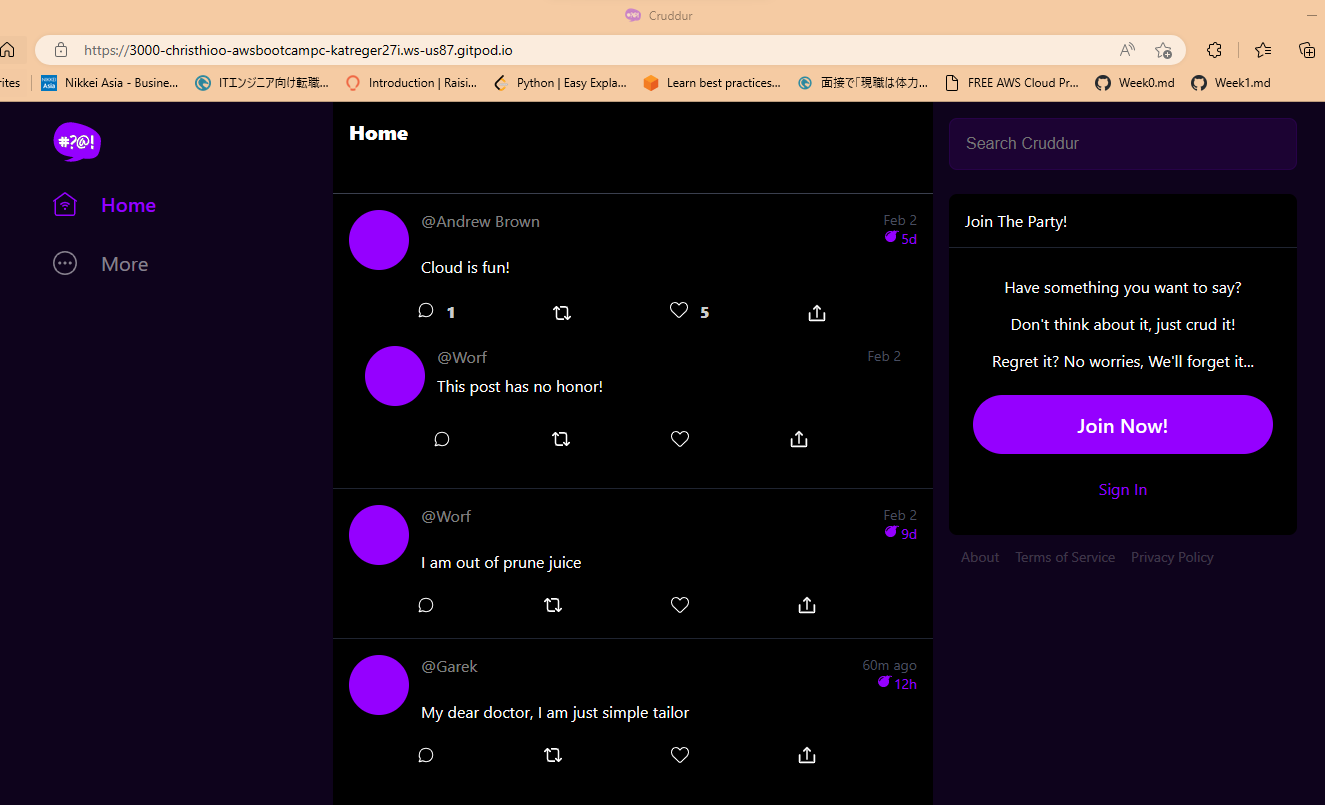 Cruddur
https://3000-christhioo-awsbootcampc-katreger27i.ws-us87.gitpod.io
ites
Nikkei Asia - Busine...
ITエンジニア向け転職...
Introduction | Raisi...
Python | Easy Expla...
Learn best practices...
面接で「現職は体力...
FREE AWS Cloud Pr...
Week0.md
Week1.md
#?@!
Home
More
Home
@Andrew Brown
Feb 2
5d
Cloud is fun!
1
5
@Worf
Feb 2
This post has no honor!
@Worf
Feb 2
9d
I am out of prune juice
@Garek
60m ago
12h
My dear doctor, I am just simple tailor
Search Cruddur
Join The Party!
Have something you want to say?
Don't think about it, just crud it!
Regret it? No worries, We'll forget it...
Join Now!
Sign In
About Terms of Service Privacy Policy